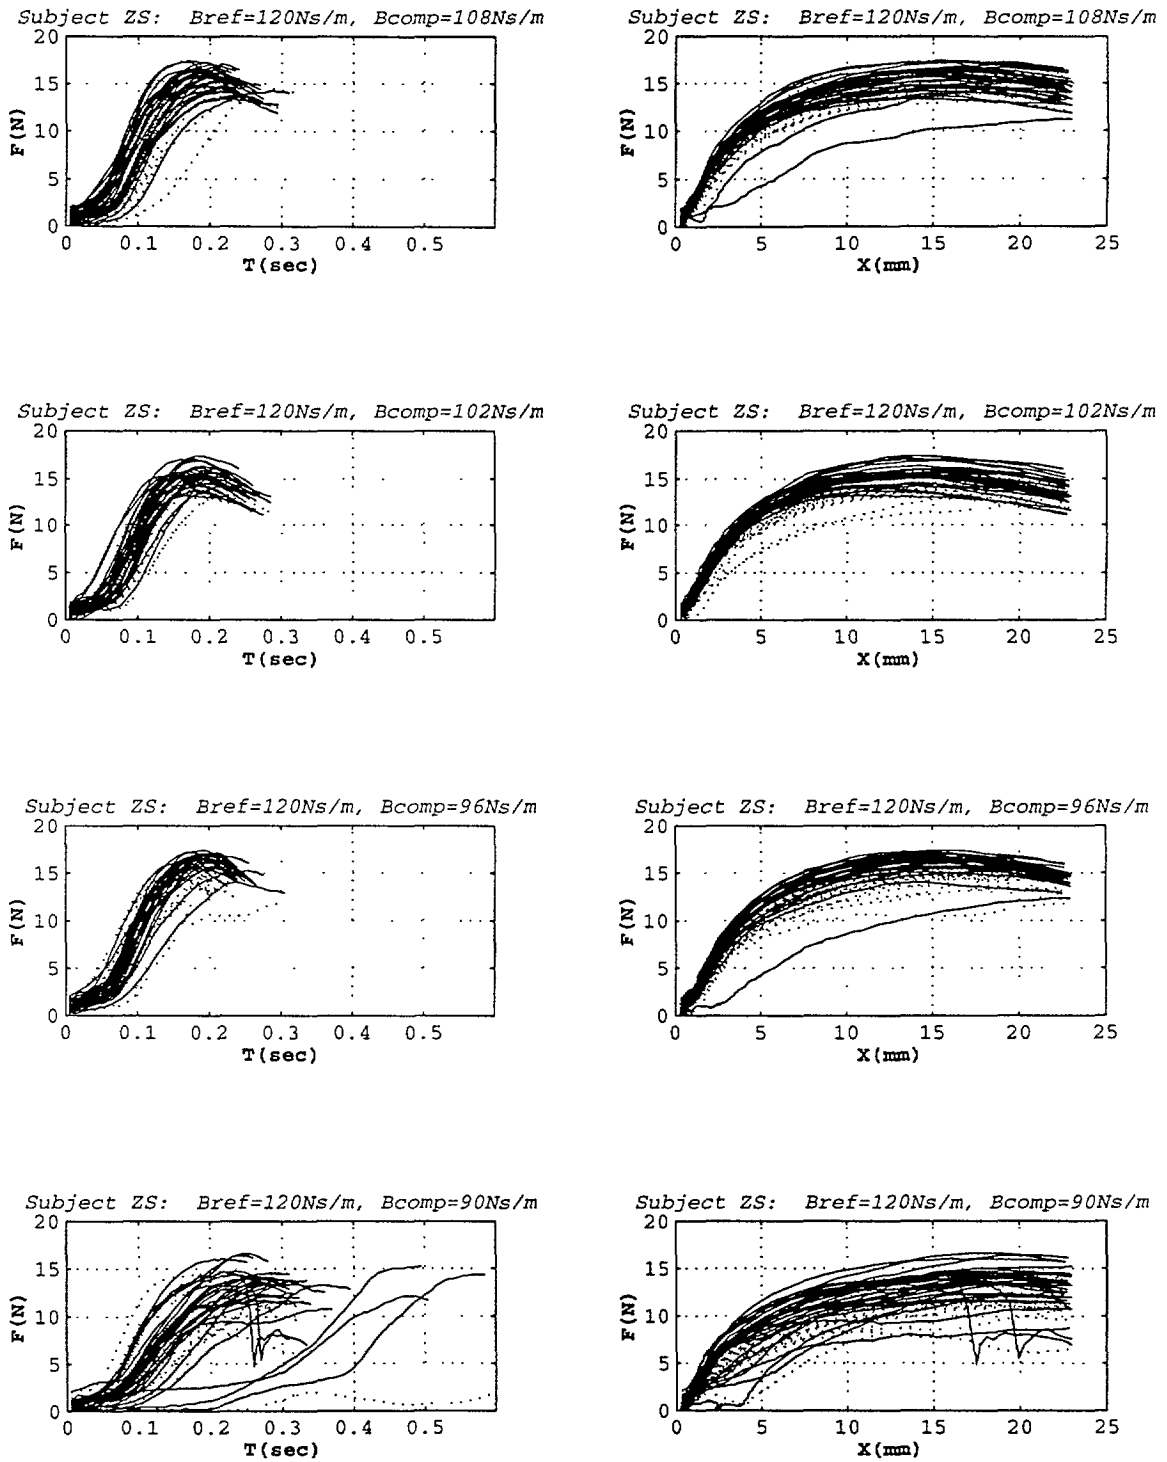 Subject ZS: Bref=120Ns/m, Bcomp=108Ns/m
20
15
10
5
0
F(N)
0 0.1 0.2 0.3 0.4 0.5
T(sec)
Subject ZS: Bref=120Ns/m, Bcomp=108Ns/m
20
15
10
5
0
F(N)
0 5 10 15 20 25
X(mm)
Subject ZS: Bref=120Ns/m, Bcomp=102Ns/m
20
15
10
5
0
F(N)
0 0.1 0.2 0.3 0.4 0.5
T(sec)
Subject ZS: Bref=120Ns/m, Bcomp=102Ns/m
20
15
10
5
0
F(N)
0 5 10 15 20 25
X(mm)
Subject ZS: Bref=120Ns/m, Bcomp=96Ns/m
20
15
10
5
0
F(N)
0 0.1 0.2 0.3 0.4 0.5
T(sec)
Subject ZS: Bref=120Ns/m, Bcomp=96Ns/m
20
15
10
5
0
F(N)
0 5 10 15 20 25
X(mm)
Subject ZS: Bref=120Ns/m, Bcomp=90Ns/m
20
15
10
5
0
F(N)
0 0.1 0.2 0.3 0.4 0.5
T(sec)
Subject ZS: Bref=120Ns/m, Bcomp=90Ns/m
20
15
10
5
0
F(N)
0 5 10 15 20 25
X(mm)